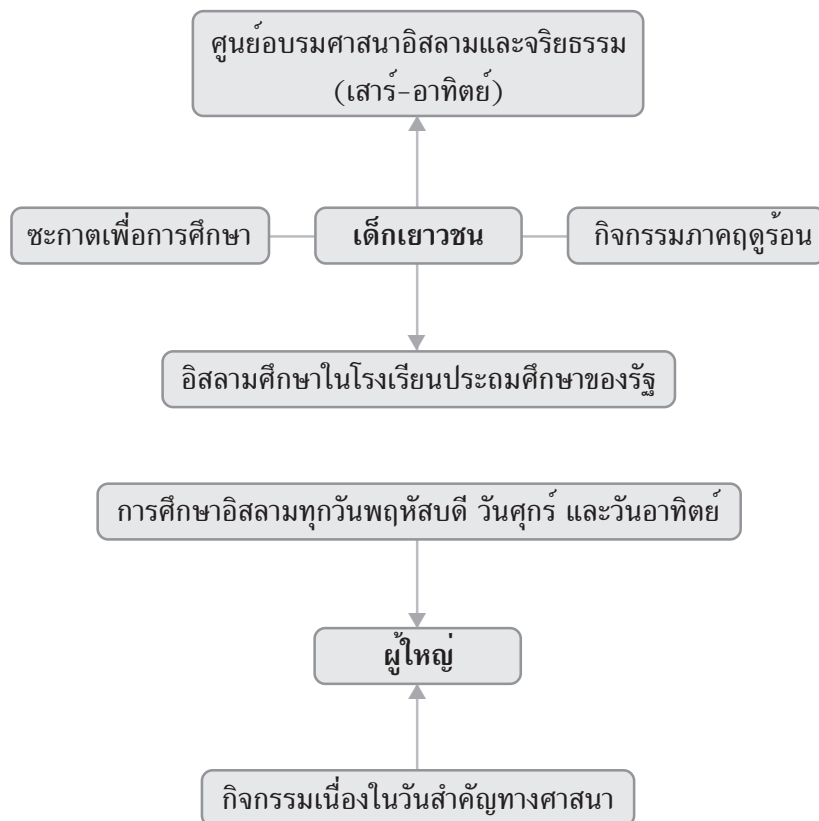 ศูนย์อบรมศาสนาอิสลามและจริยธรรม
(เสาร์-อาทิตย์)
ซะกาตเพื่อการศึกษา
เด็กเยาวชน
กิจกรรมภาคฤดูร้อน
อิสลามศึกษาในโรงเรียนประถมศึกษาของรัฐ
การศึกษาอิสลามทุกวันพฤหัสบดี วันศุกร์ และวันอาทิตย์
ผู้ใหญ่
กิจกรรมเนื่องในวันสำคัญทางศาสนา